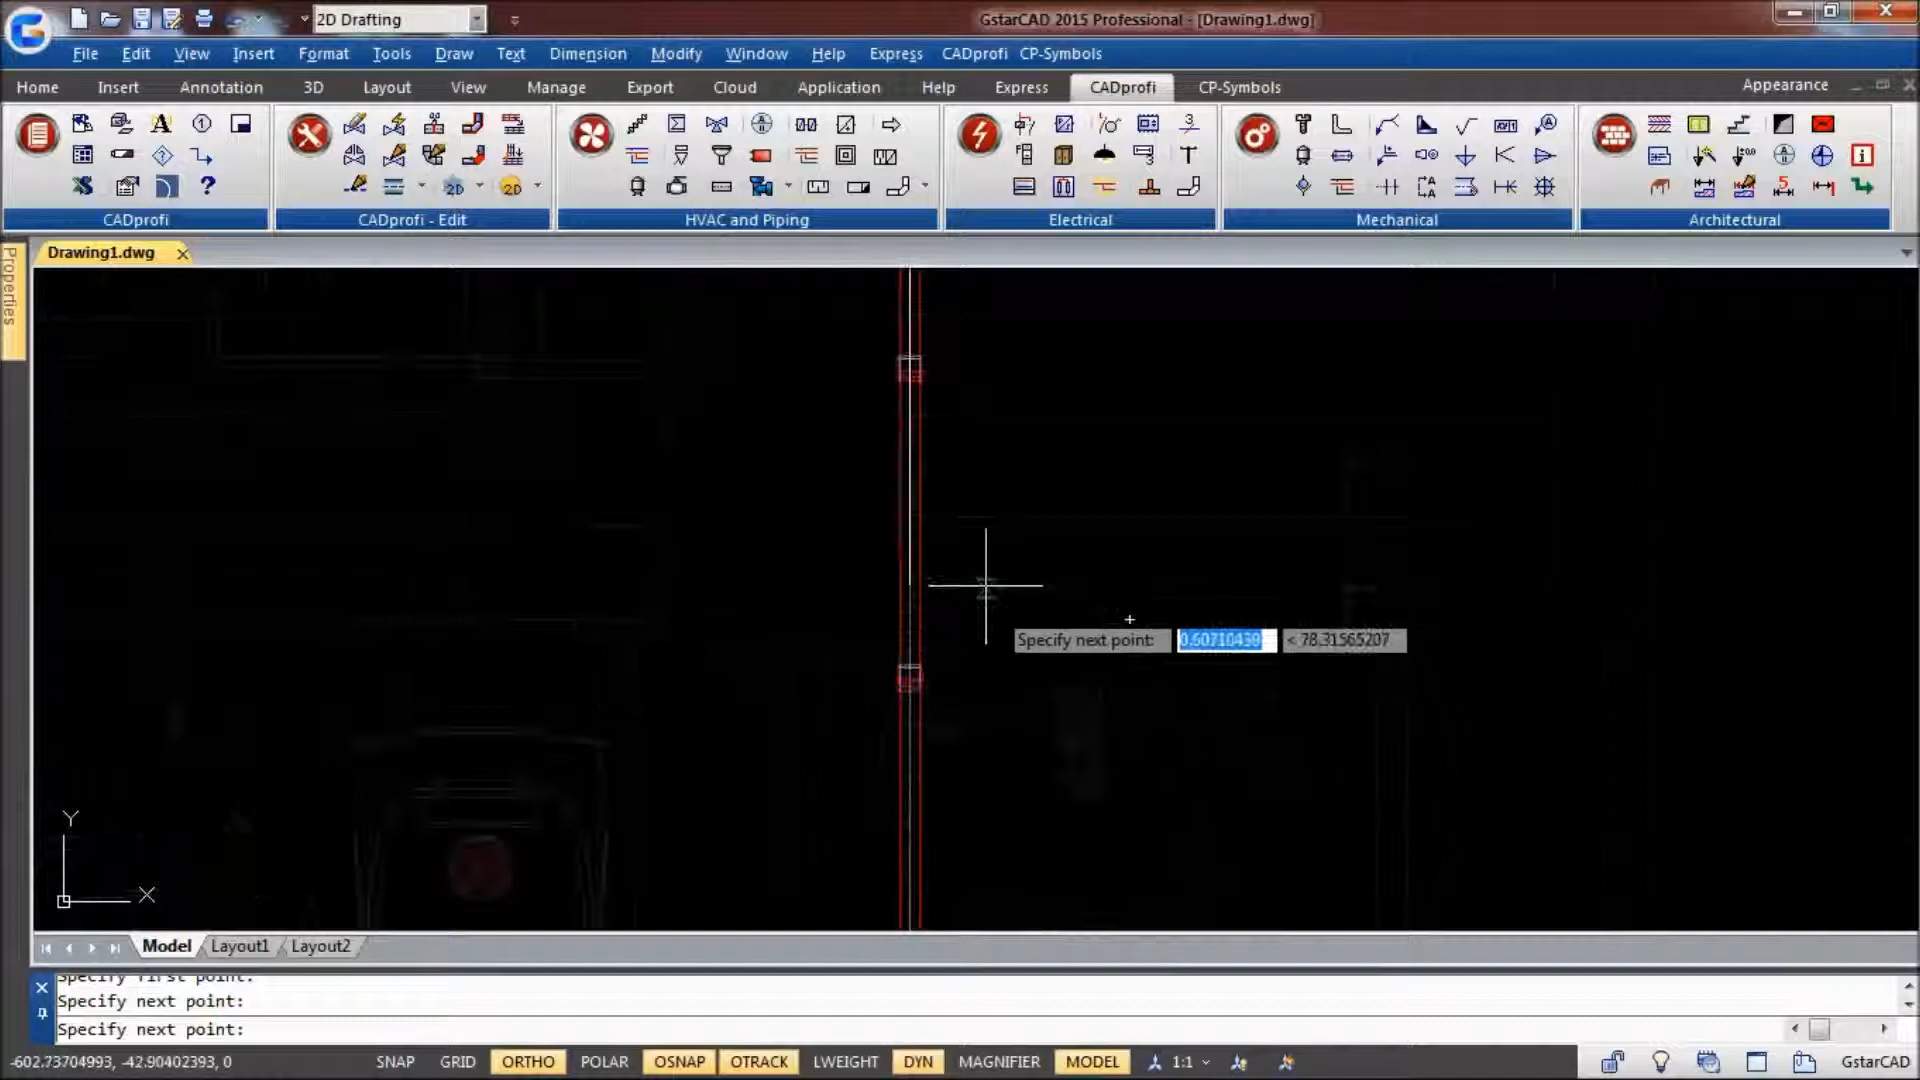 2D Drafting
GstarCAD 2015 Professional - [Drawing1.dwg]
File Edit View Insert Format Tools Draw Text Dimension Modify Window Help Express CADprofi CP-Symbols
Home Insert Annotation 3D Layout View Manage Export Cloud Application Help Express CADprofi CP-Symbols Appearance
CADprofi CADprofi - Edit HVAC and Piping Electrical Mechanical Architectural
Drawing1.dwg
Properties
Specify next point: 0.60710439 < 78.31565207
Y
X
Model Layout1 Layout2
Specify first point:
Specify next point:
Specify next point:
-602.73704993, -42.90402393, 0 SNAP GRID ORTHO POLAR OSNAP OTRACK LWEIGHT DYN MAGNIFIER MODEL 1:1 GstarCAD